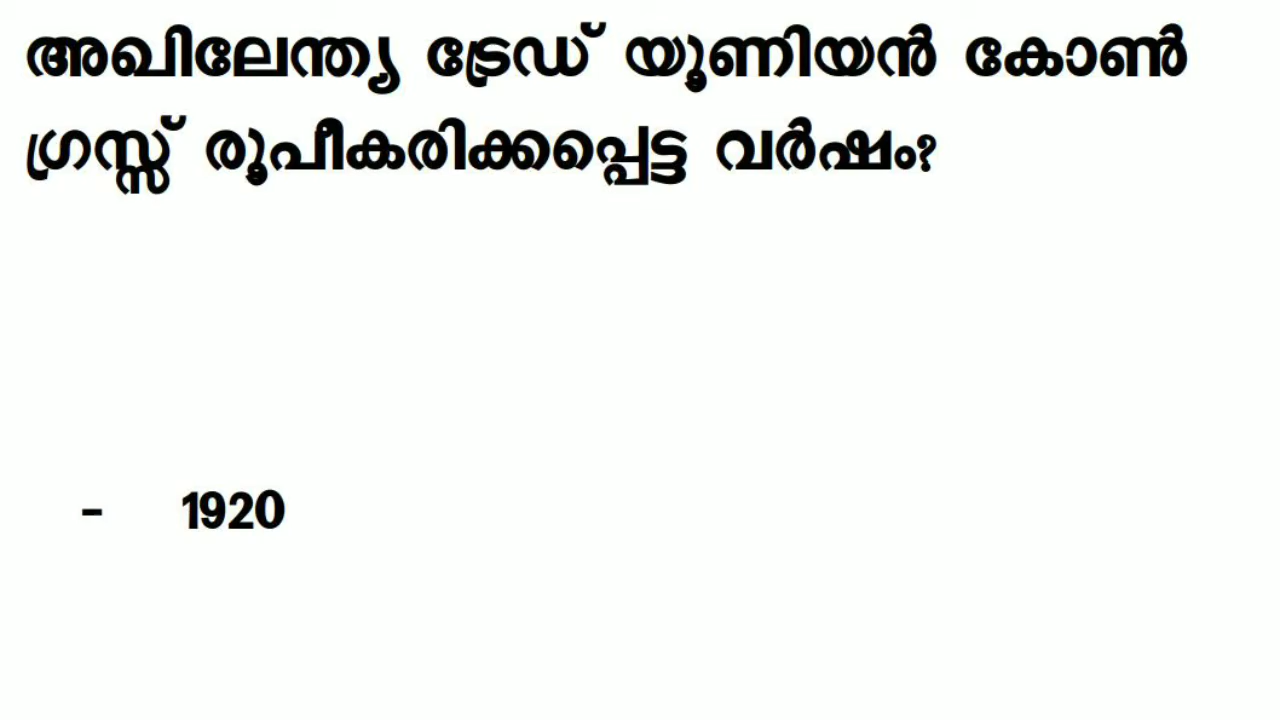 അഖിലേന്ത്യ ട്രേഡ് യൂണിയൻ കോൺ
ഗ്രസ്സ് രൂപീകരിക്കപ്പെട്ട വർഷം?
- 1920